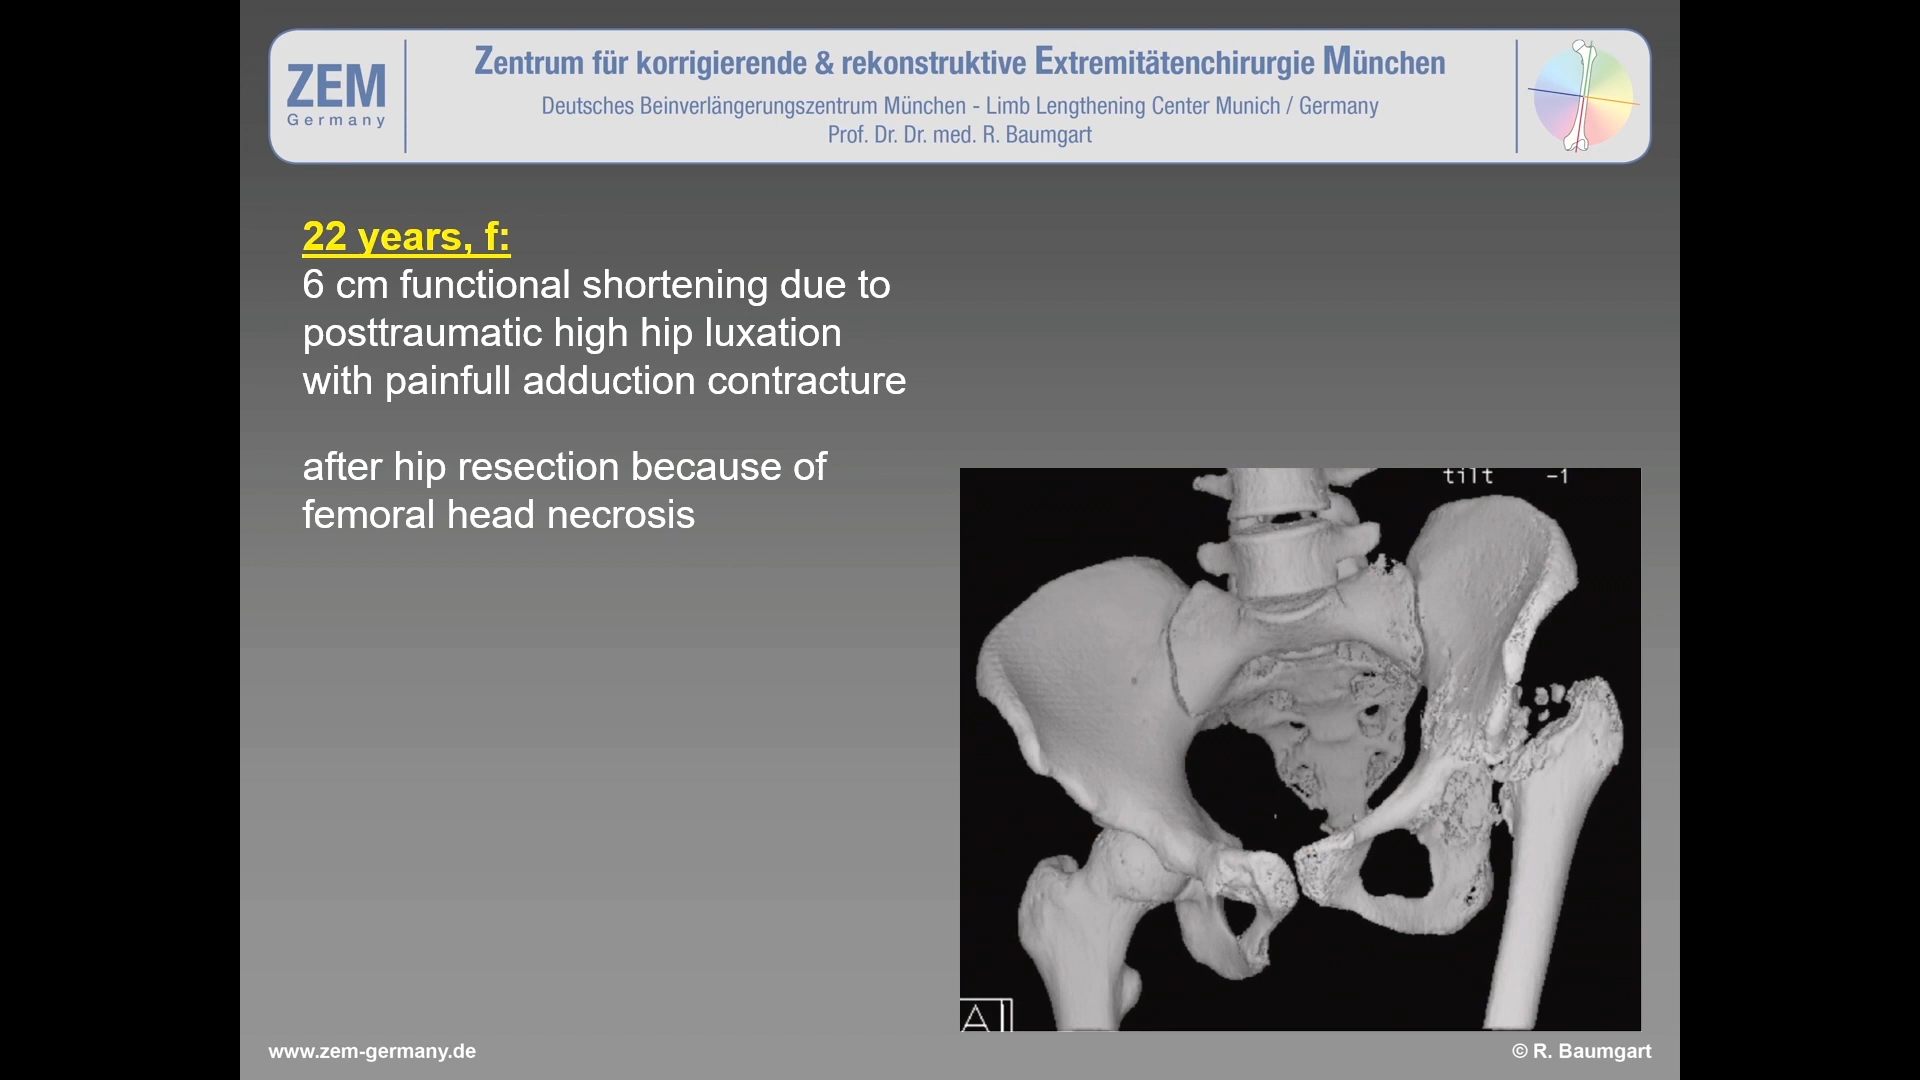 ZEM
Germany
Zentrum für korrigierende & rekonstruktive Extremitätenchirurgie München
Deutsches Beinverlängerungszentrum München - Limb Lengthening Center Munich / Germany
Prof. Dr. Dr. med. R. Baumgart
22 years, f:
6 cm functional shortening due to
posttraumatic high hip luxation
with painfull adduction contracture
after hip resection because of
femoral head necrosis
tilt -1
A
www.zem-germany.de
© R. Baumgart